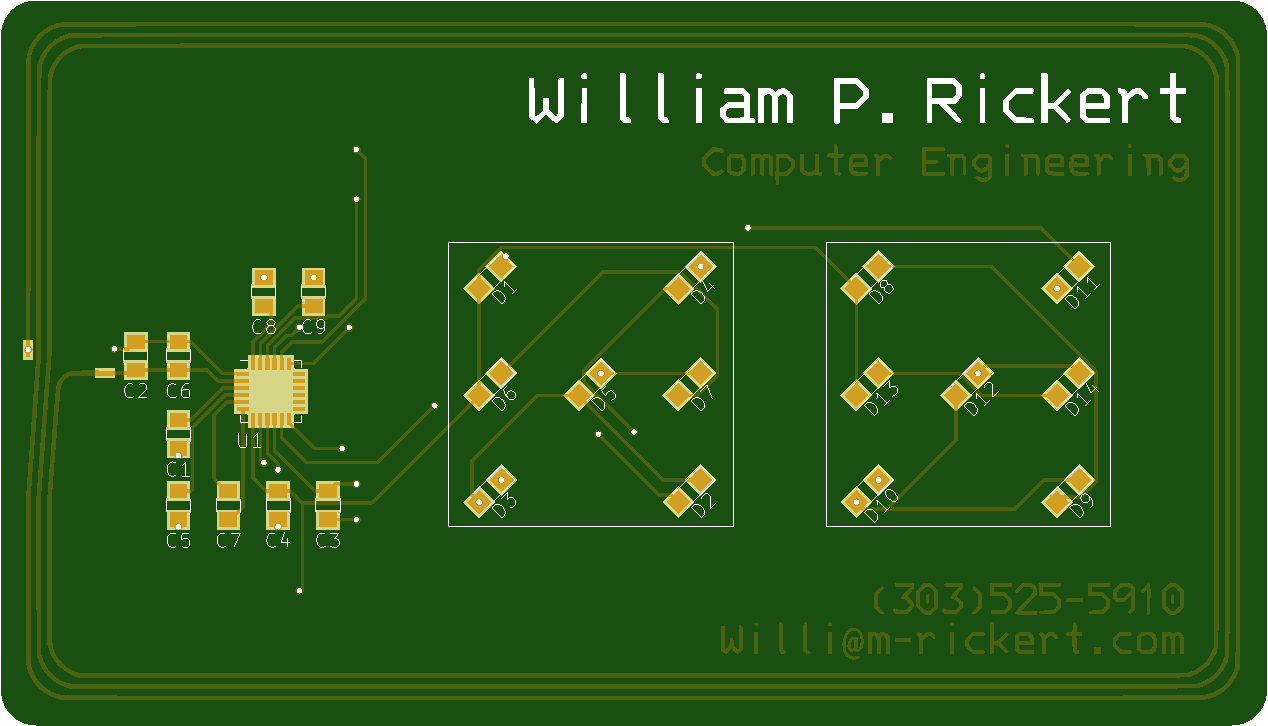 William P. Rickert
Computer Engineering
D1
D4
D8
D11
C8
C9
C2
C6
D6
D5
D7
D13
D12
D14
U1
C1
D3
D2
D10
D9
C5
C7
C4
C3
(303)525-5910
Willi@m-rickert.com